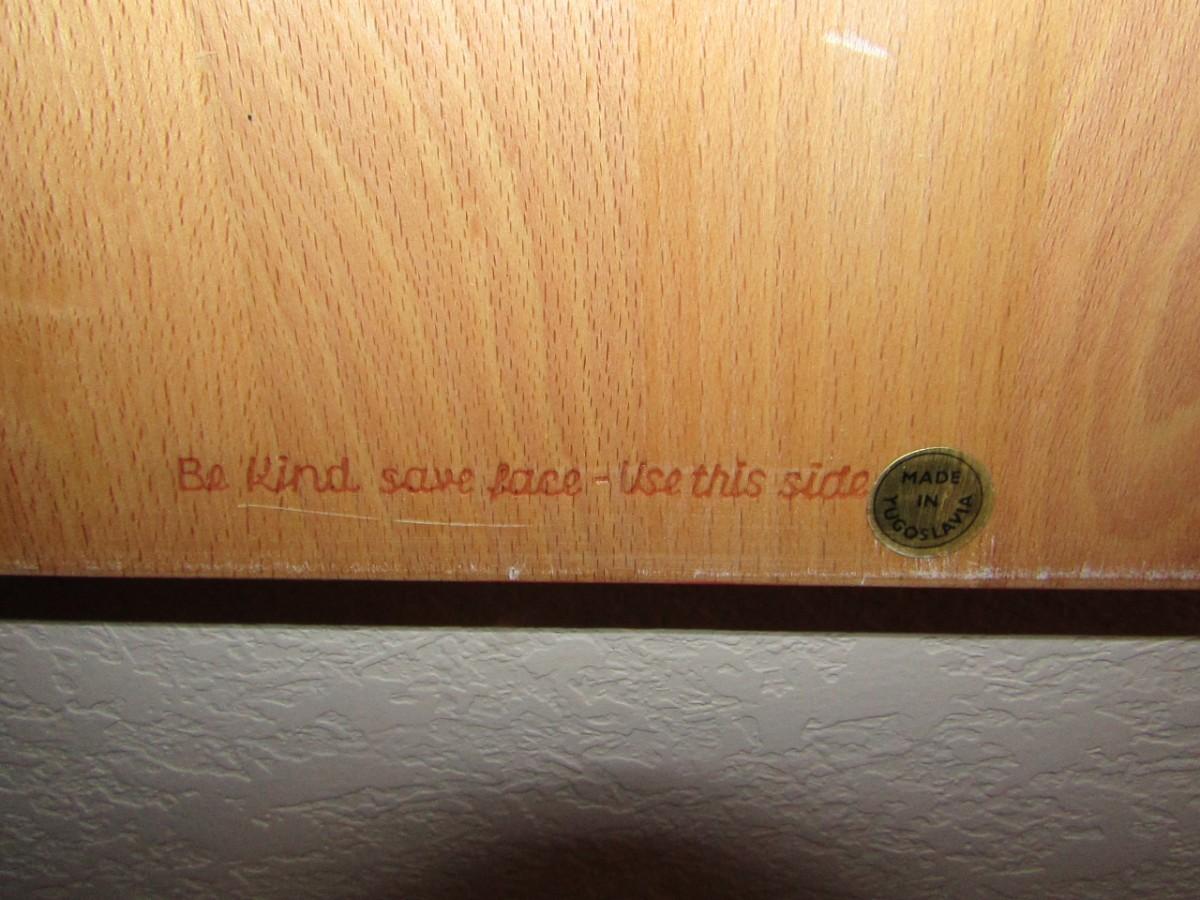 Be Kind save face - Use this side
MADE
IN
YUGOSLAVIA